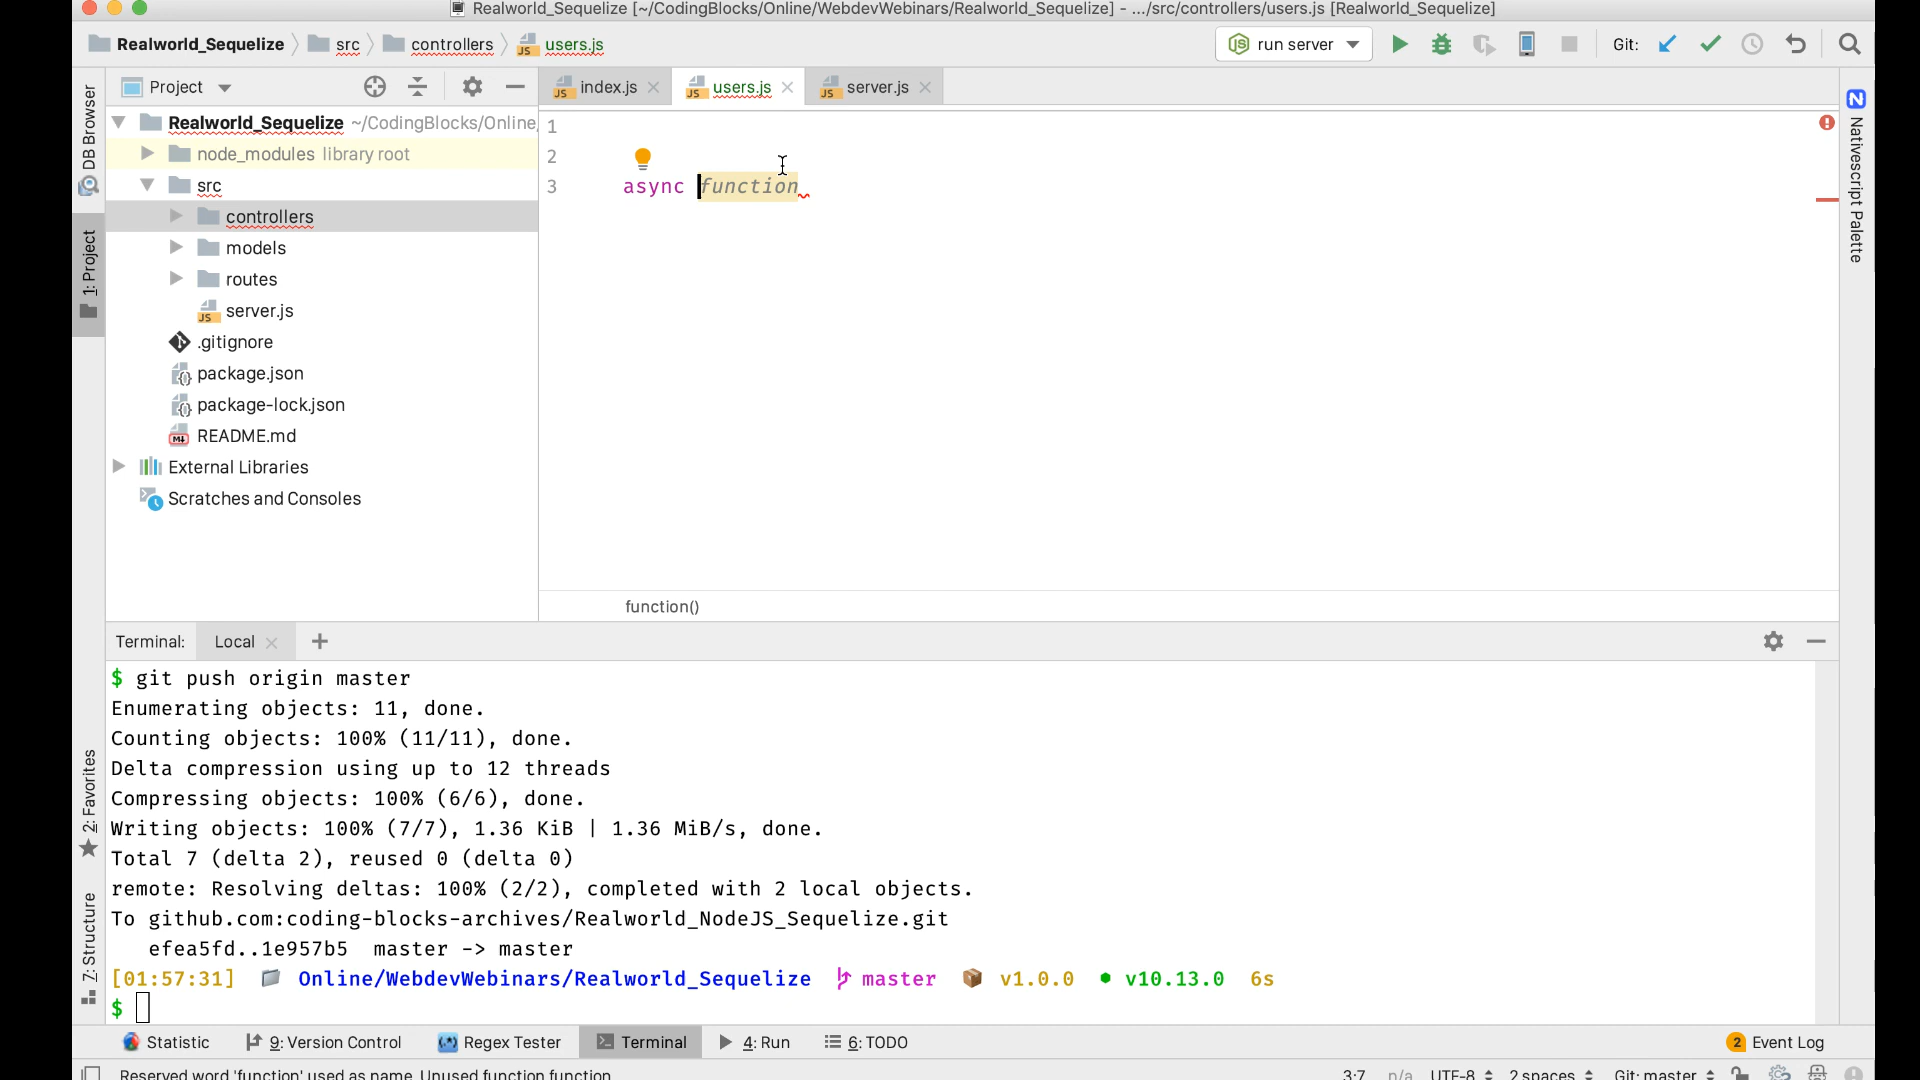 Realworld_Sequelize [~/CodingBlocks/Online/WebdevWebinars/Realworld_Sequelize] - .../src/controllers/users.js [Realworld_Sequelize]
Realworld_Sequelize src controllers JS users.js
JS run server Git:
DB Browser
1: Project
2: Favorites
7: Structure
Project
Realworld_Sequelize ~/CodingBlocks/Online,
node_modules library root
src
controllers
models
routes
JS server.js
.gitignore
package.json
package-lock.json
README.md
External Libraries
Scratches and Consoles
JS index.js
JS users.js
JS server.js
1
2
3 async function
function()
N Nativescript Palette
Terminal: Local
$ git push origin master
Enumerating objects: 11, done.
Counting objects: 100% (11/11), done.
Delta compression using up to 12 threads
Compressing objects: 100% (6/6), done.
Writing objects: 100% (7/7), 1.36 KiB | 1.36 MiB/s, done.
Total 7 (delta 2), reused 0 (delta 0)
remote: Resolving deltas: 100% (2/2), completed with 2 local objects.
To github.com:coding-blocks-archives/Realworld_NodeJS_Sequelize.git
efea5fd..1e957b5 master -> master
[01:57:31] Online/WebdevWebinars/Realworld_Sequelize master v1.0.0 v10.13.0 6s
$
Statistic 9: Version Control Regex Tester Terminal 4: Run 6: TODO 2 Event Log
Reserved word 'function' used as name. Unused function function 3:7 n/a UTF-8 2 spaces Git: master